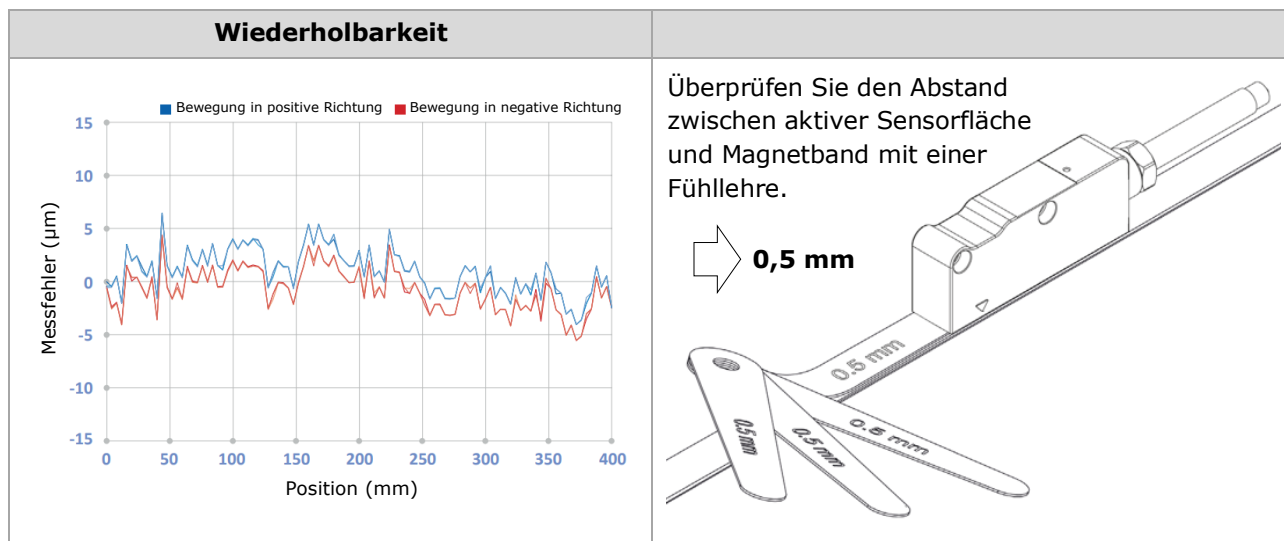 Wiederholbarkeit
Bewegung in positive Richtung Bewegung in negative Richtung
15
10
5
0
-5
-10
-15
Messfehler (µm)
0 50 100 150 200 250 300 350 400
Position (mm)
Überprüfen Sie den Abstand
zwischen aktiver Sensorfläche
und Magnetband mit einer
Fühllehre.
0,5 mm
0.5 mm
0.5 mm
0.5 mm
0.5 mm